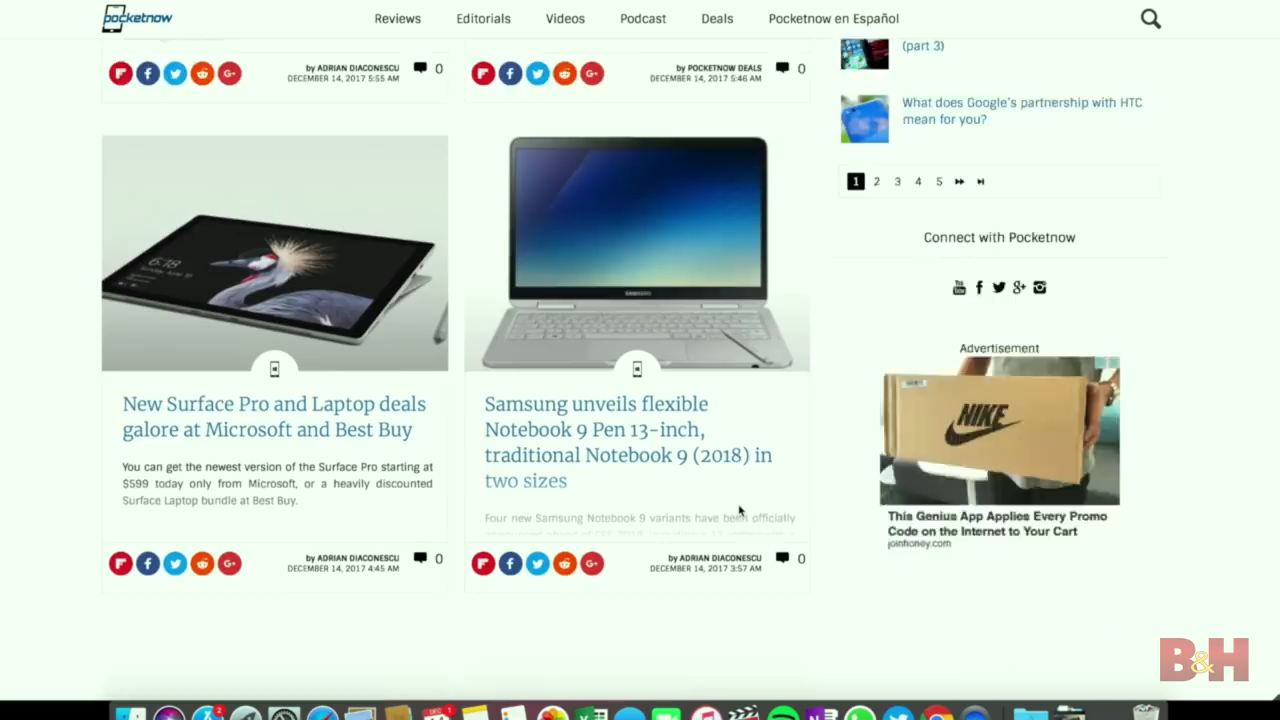 pocketnow
Reviews
Editorials
Videos
Podcast
Deals
Pocketnow en Español
by ADRIAN DIACONESCU
DECEMBER 14, 2017 5:55 AM
0
by POCKETNOW DEALS
DECEMBER 14, 2017 5:46 AM
0
(part 3)
What does Google's partnership with HTC
mean for you?
1 2 3 4 5
Connect with Pocketnow
Advertisement
NIKE
This Genius App Applies Every Promo
Code on the Internet to Your Cart
joinhoney.com
6:18
SAMSUNG
New Surface Pro and Laptop deals
galore at Microsoft and Best Buy
You can get the newest version of the Surface Pro starting at
$599 today only from Microsoft, or a heavily discounted
Surface Laptop bundle at Best Buy.
by ADRIAN DIACONESCU
DECEMBER 14, 2017 4:45 AM
0
Samsung unveils flexible
Notebook 9 Pen 13-inch,
traditional Notebook 9 (2018) in
two sizes
Four new Samsung Notebook 9 variants have been officially
by ADRIAN DIACONESCU
DECEMBER 14, 2017 3:57 AM
0
B&H